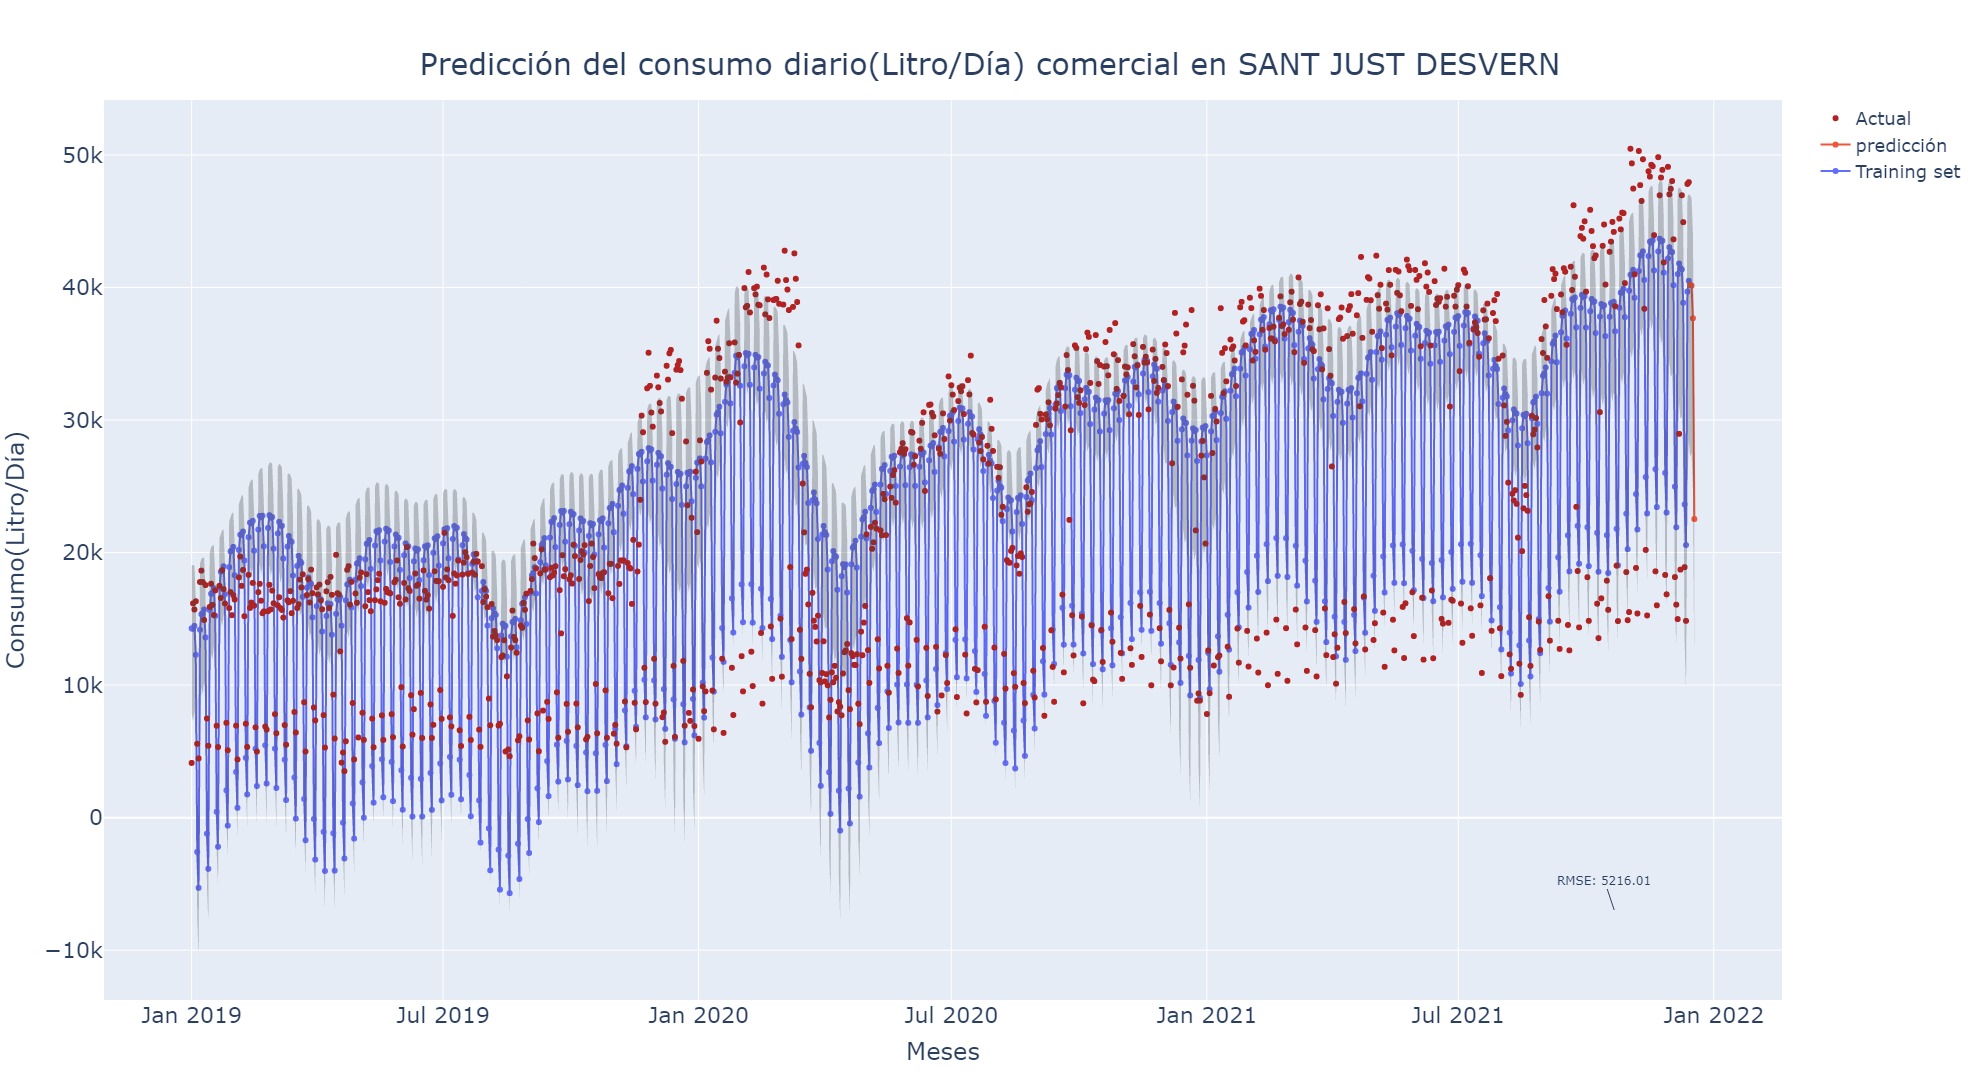 Predicción del consumo diario(Litro/Día) comercial en SANT JUST DESVERN
Actual
predicción
Training set
Consumo(Litro/Día)
50k
40k
30k
20k
10k
0
−10k
RMSE: 5216.01
Jan 2019
Jul 2019
Jan 2020
Jul 2020
Jan 2021
Jul 2021
Jan 2022
Meses